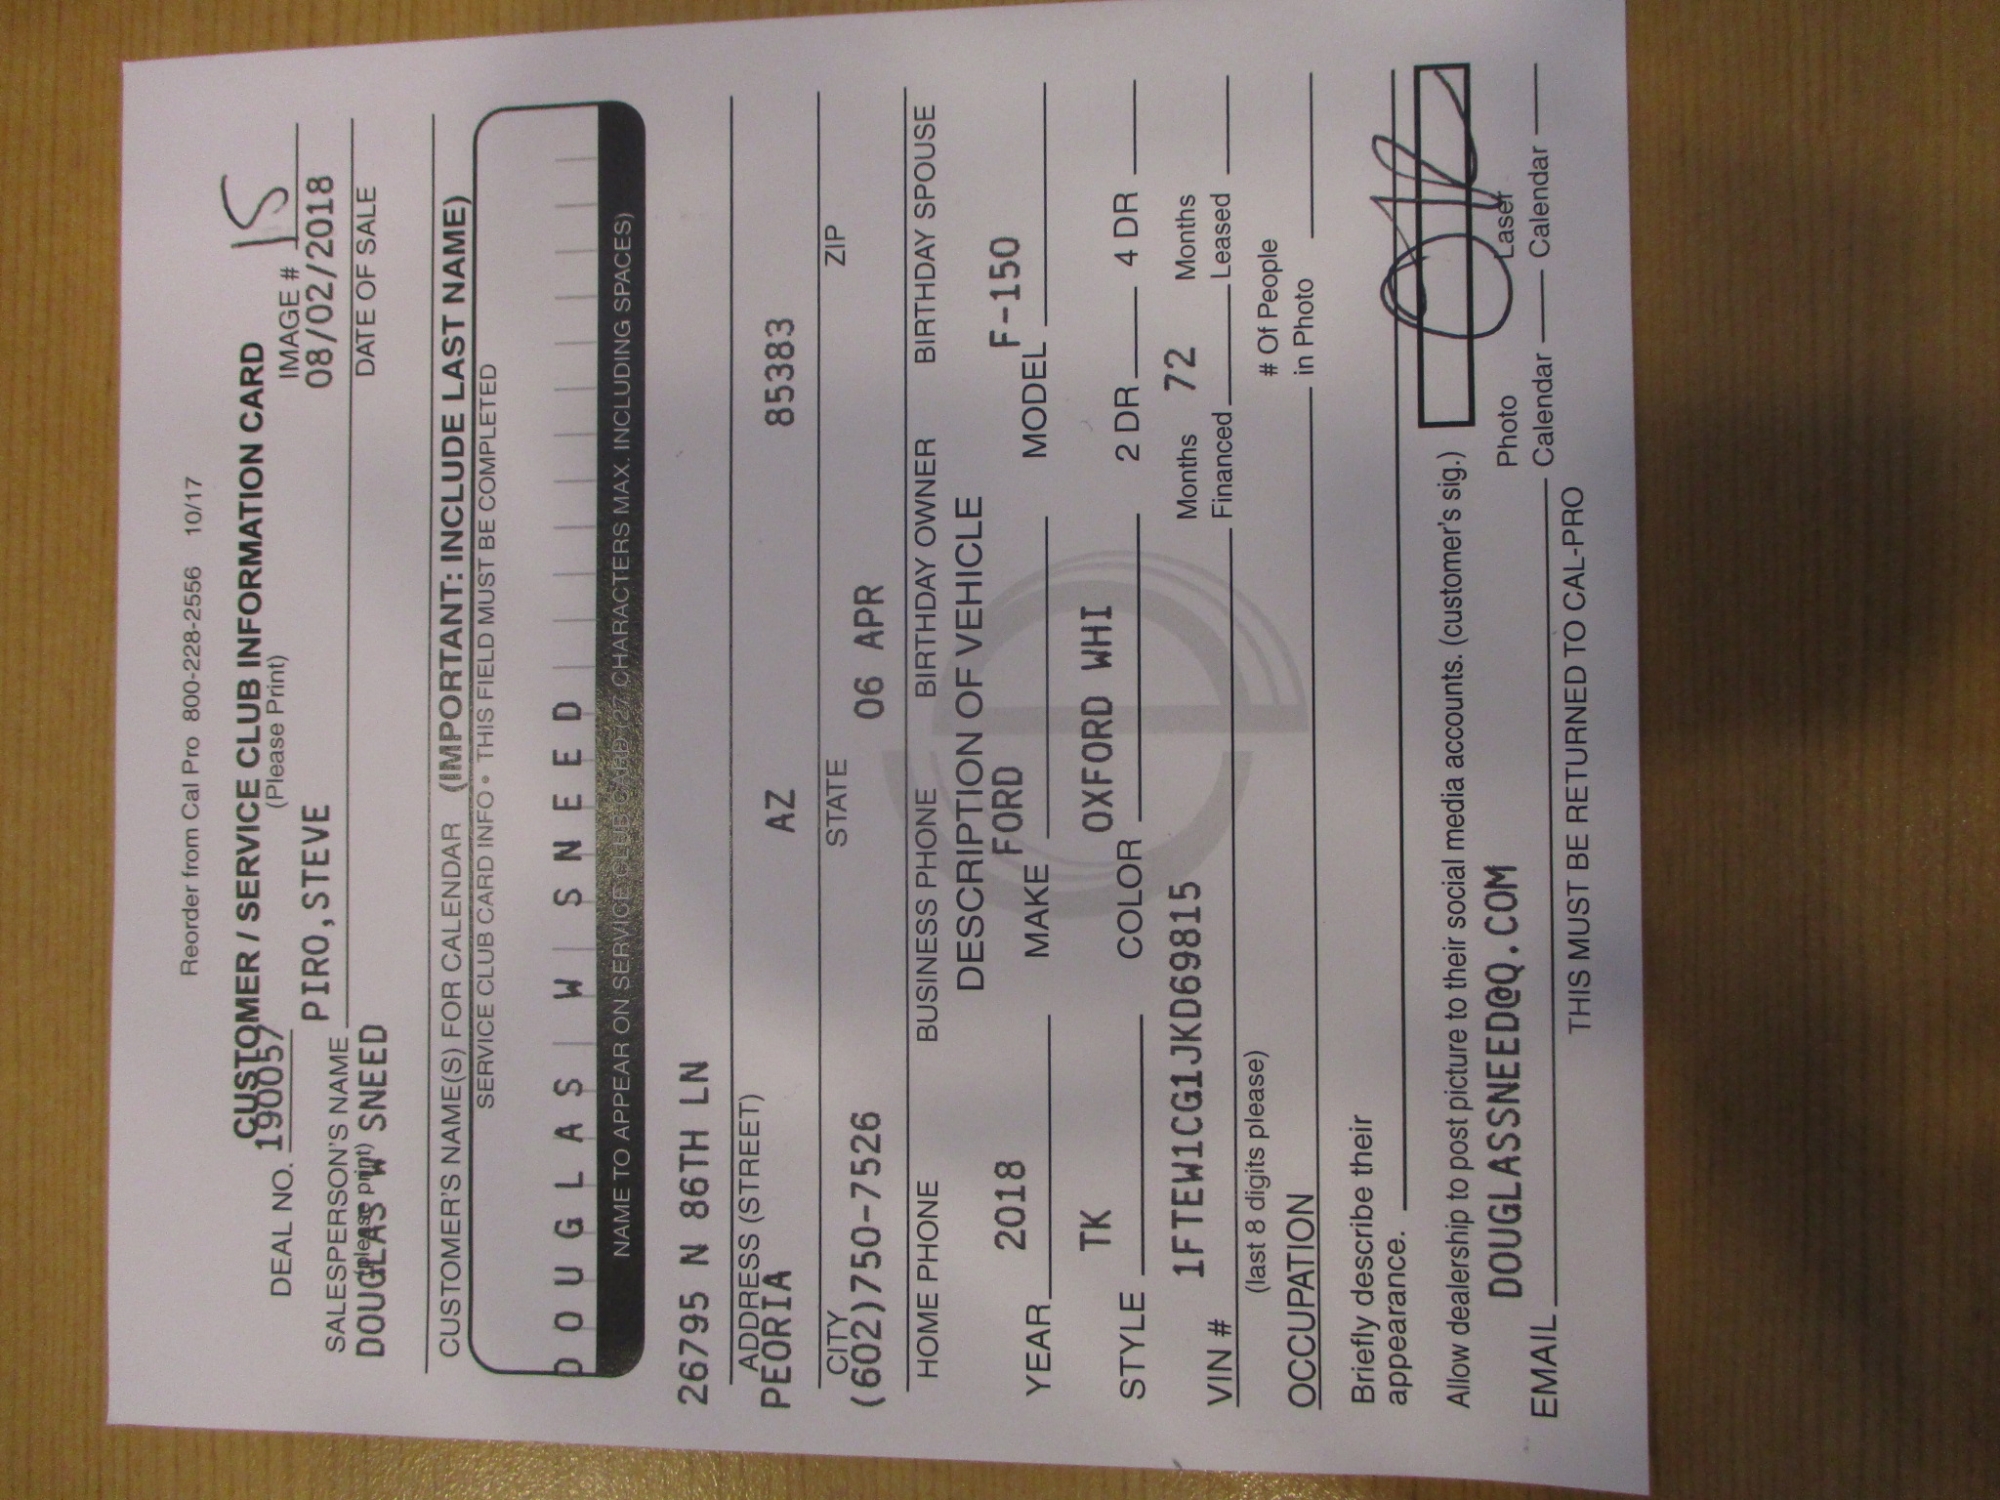 Reorder from Cal Pro 800-228-2556 10/17
CUSTOMER / SERVICE CLUB INFORMATION CARD
(Please Print)
DEAL NO. 190057 IMAGE # 15
PIRO,STEVE 08/02/2018
SALESPERSON'S NAME DATE OF SALE
(please print)
DOUGLAS W SNEED
CUSTOMER'S NAME(S) FOR CALENDAR (IMPORTANT: INCLUDE LAST NAME)
SERVICE CLUB CARD INFO • THIS FIELD MUST BE COMPLETED
DOUGLAS W SNEED
NAME TO APPEAR ON SERVICE CLUB CARD (27 CHARACTERS MAX. INCLUDING SPACES)
26795 N 86TH LN
ADDRESS (STREET)
PEORIA AZ 85383
CITY STATE ZIP
(602)750-7526 06 APR
HOME PHONE BUSINESS PHONE BIRTHDAY OWNER BIRTHDAY SPOUSE
DESCRIPTION OF VEHICLE
YEAR 2018 MAKE FORD MODEL F-150
STYLE TK COLOR OXFORD WHI 2 DR 4 DR
VIN # 1FTEW1CG1JKD69815 Months Financed 72 Months Leased
(last 8 digits please)
OCCUPATION # Of People in Photo
Briefly describe their
appearance.
Allow dealership to post picture to their social media accounts. (customer's sig.)
EMAIL DOUGLASSNEED@Q.COM Photo Calendar Laser Calendar
THIS MUST BE RETURNED TO CAL-PRO